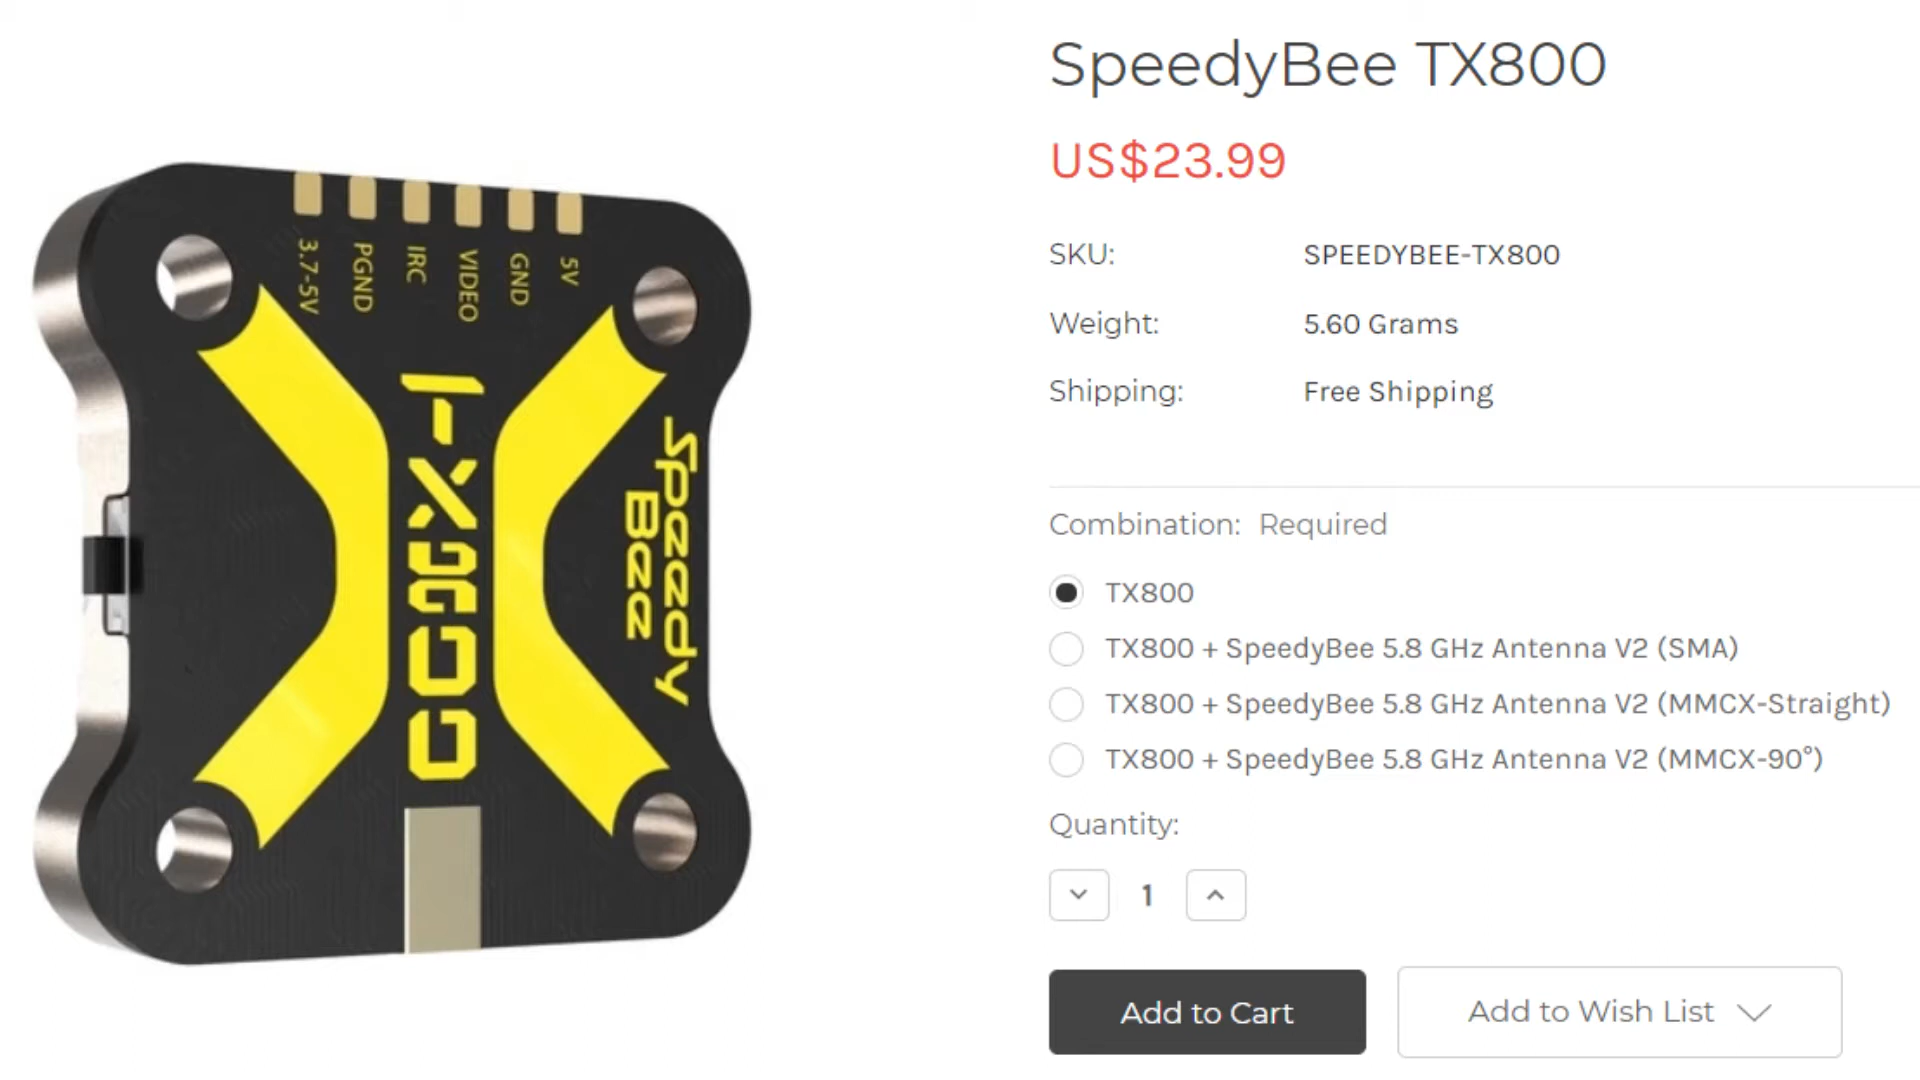 SpeedyBee TX800
US$23.99
SKU: SPEEDYBEE-TX800
Weight: 5.60 Grams
Shipping: Free Shipping
Combination: Required
TX800
TX800 + SpeedyBee 5.8 GHz Antenna V2 (SMA)
TX800 + SpeedyBee 5.8 GHz Antenna V2 (MMCX-Straight)
TX800 + SpeedyBee 5.8 GHz Antenna V2 (MMCX-90°)
Quantity:
1
Add to Cart
Add to Wish List
3.7-5V
PGND
IRC
VIDEO
GND
5V
TX800
Speedy
Bee